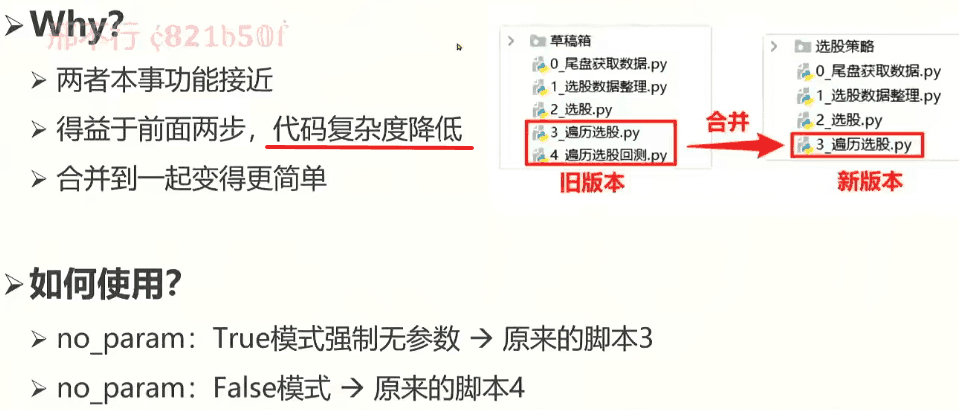 Why?
邢不行 ¢821b50f
两者本事功能接近
得益于前面两步，代码复杂度降低
合并到一起变得更简单
草稿箱
0_尾盘获取数据.py
1_选股数据整理.py
2_选股.py
3_遍历选股.py
4_遍历选股回测.py
旧版本
合并
选股策略
0_尾盘获取数据.py
1_选股数据整理.py
2_选股.py
3_遍历选股.py
新版本
如何使用？
no_param：True模式强制无参数 → 原来的脚本3
no_param：False模式 → 原来的脚本4